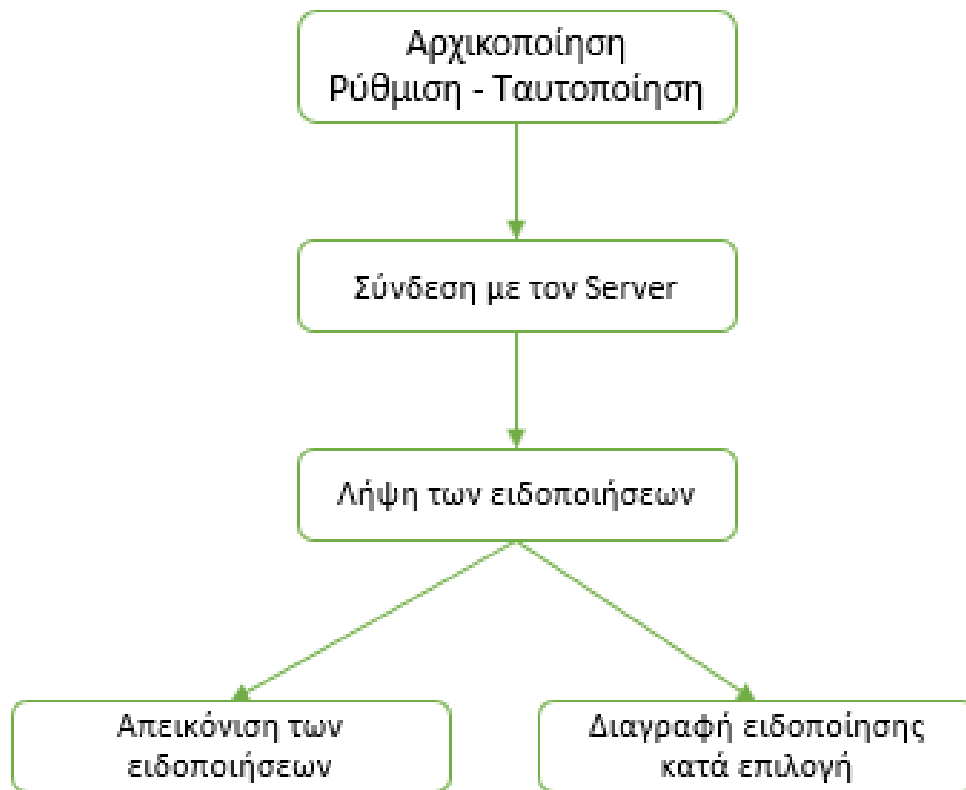 Αρχικοποίηση
Ρύθμιση - Ταυτοποίηση
Σύνδεση με τον Server
Λήψη των ειδοποιήσεων
Απεικόνιση των
ειδοποιήσεων
Διαγραφή ειδοποίησης
κατά επιλογή